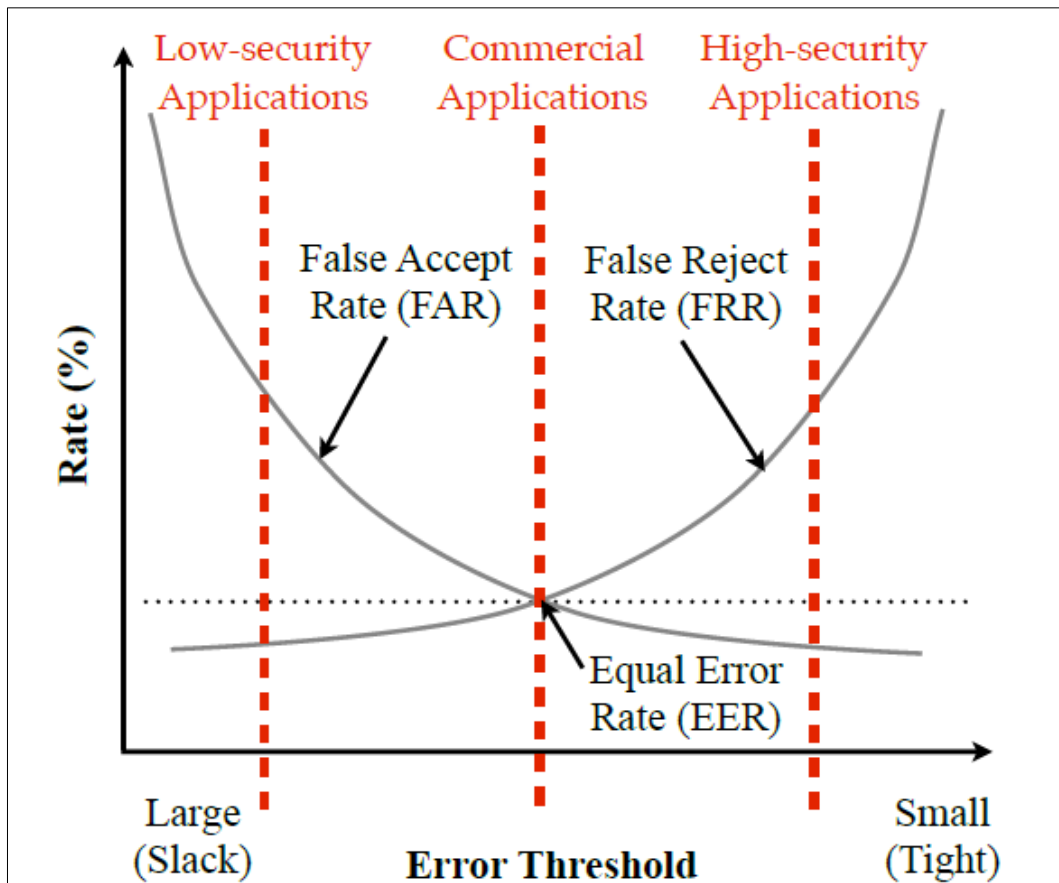 Low-security
Applications
Commercial
Applications
High-security
Applications
False Accept
Rate (FAR)
False Reject
Rate (FRR)
Rate (%)
Equal Error
Rate (EER)
Large
(Slack)
Error Threshold
Small
(Tight)